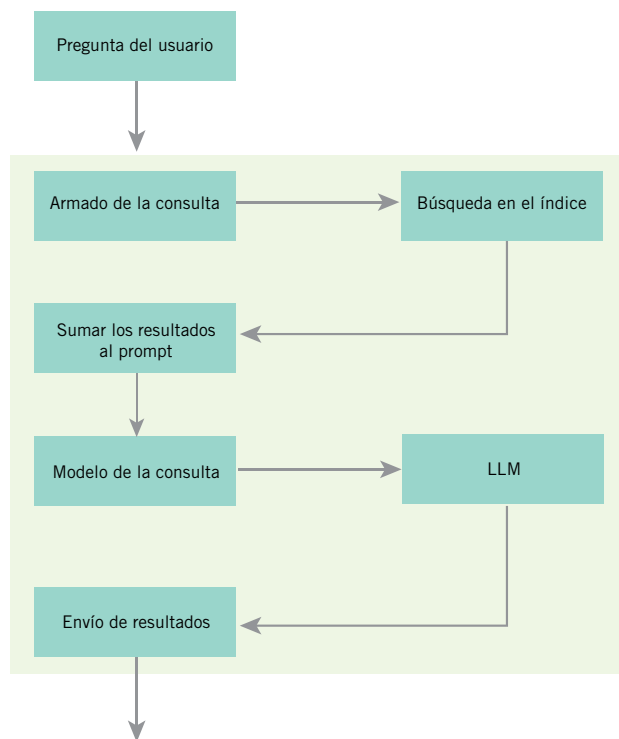 Pregunta del usuario
Armado de la consulta
Búsqueda en el índice
Sumar los resultados
al prompt
Modelo de la consulta
LLM
Envío de resultados